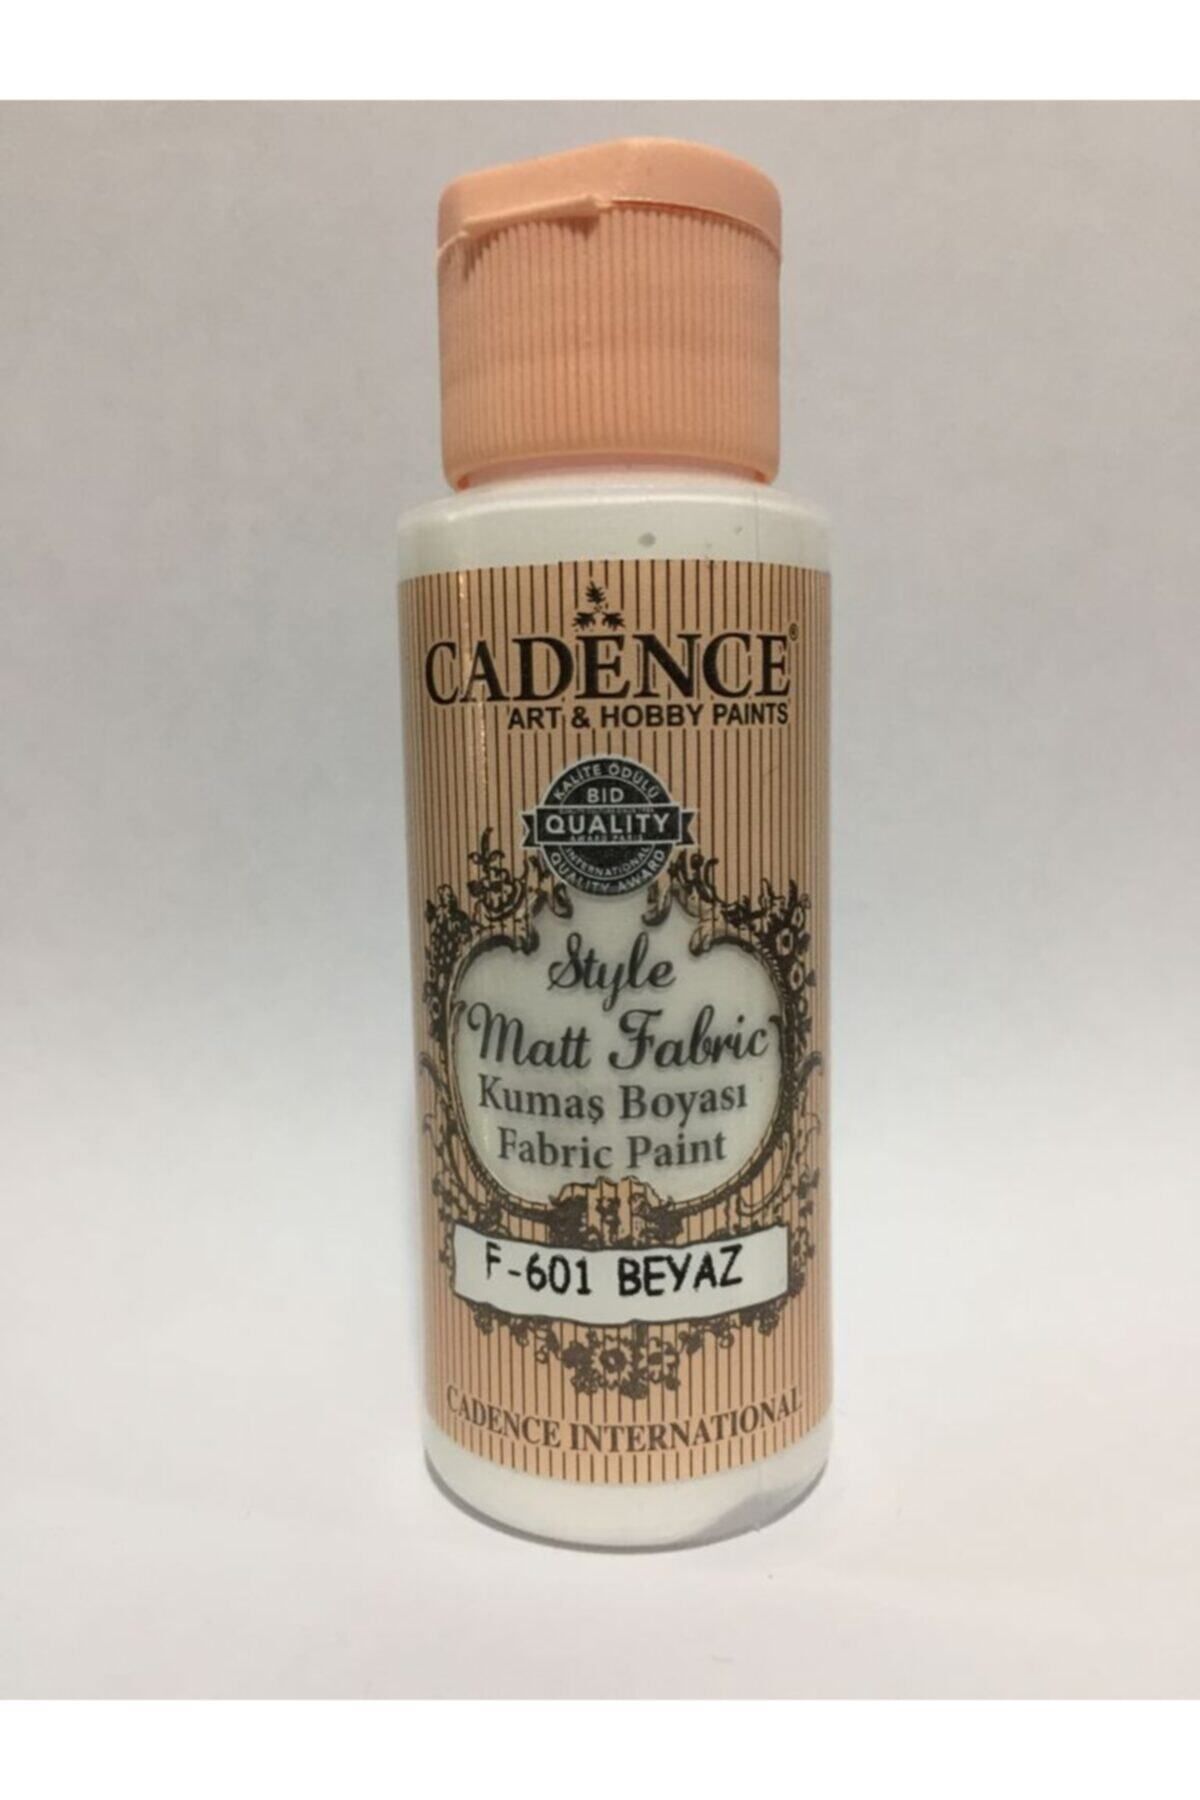 CADENCE®
ART & HOBBY PAINTS
KALİTE ÖDÜLÜ
BID
QUALITY
INTERNATIONAL
QUALITY AWARD
Style
Matt Fabric
Kumaş Boyası
Fabric Paint
F-601 BEYAZ
CADENCE INTERNATIONAL